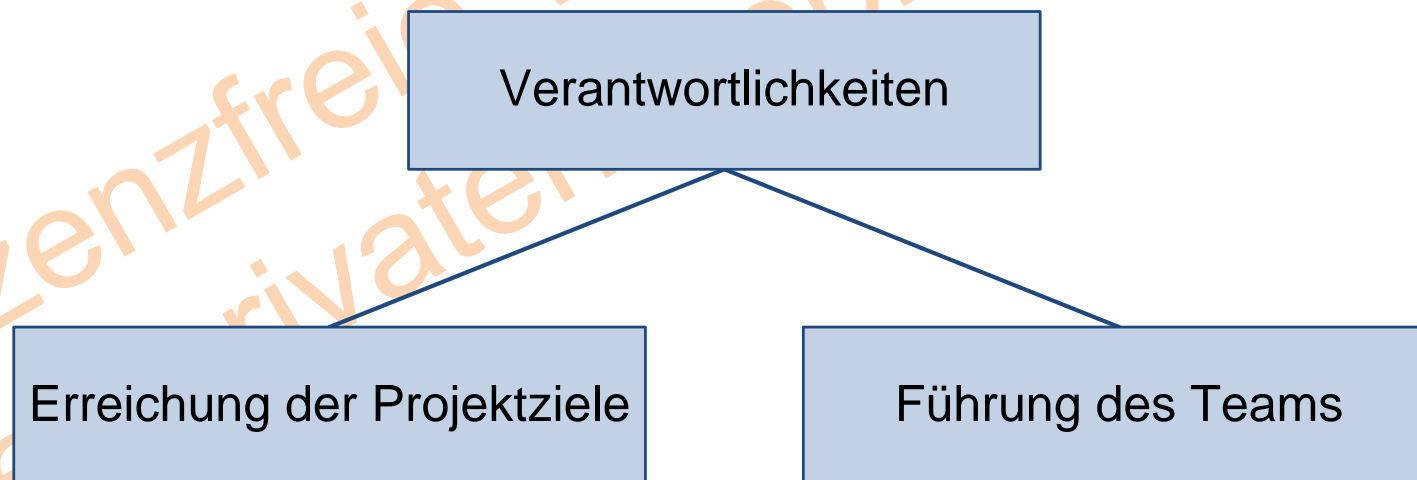 Verantwortlichkeiten
Erreichung der Projektziele
Führung des Teams